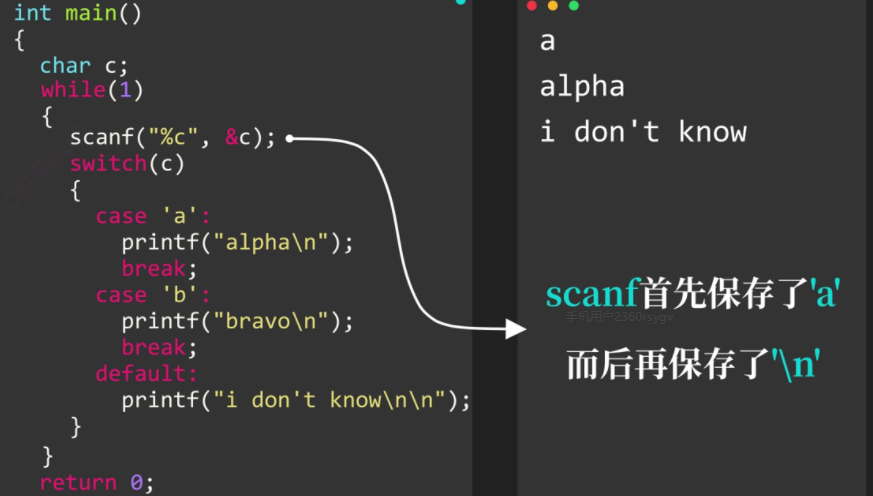 int main()
{
char c;
while(1)
{
scanf("%c", &c);
switch(c)
{
case 'a':
printf("alpha\n");
break;
case 'b':
printf("bravo\n");
break;
default:
printf("i don't know\n\n");
}
}
return 0;
a
alpha
i don't know
scanf首先保存了'a'
手机用户2360rsygv
而后再保存了'\n'